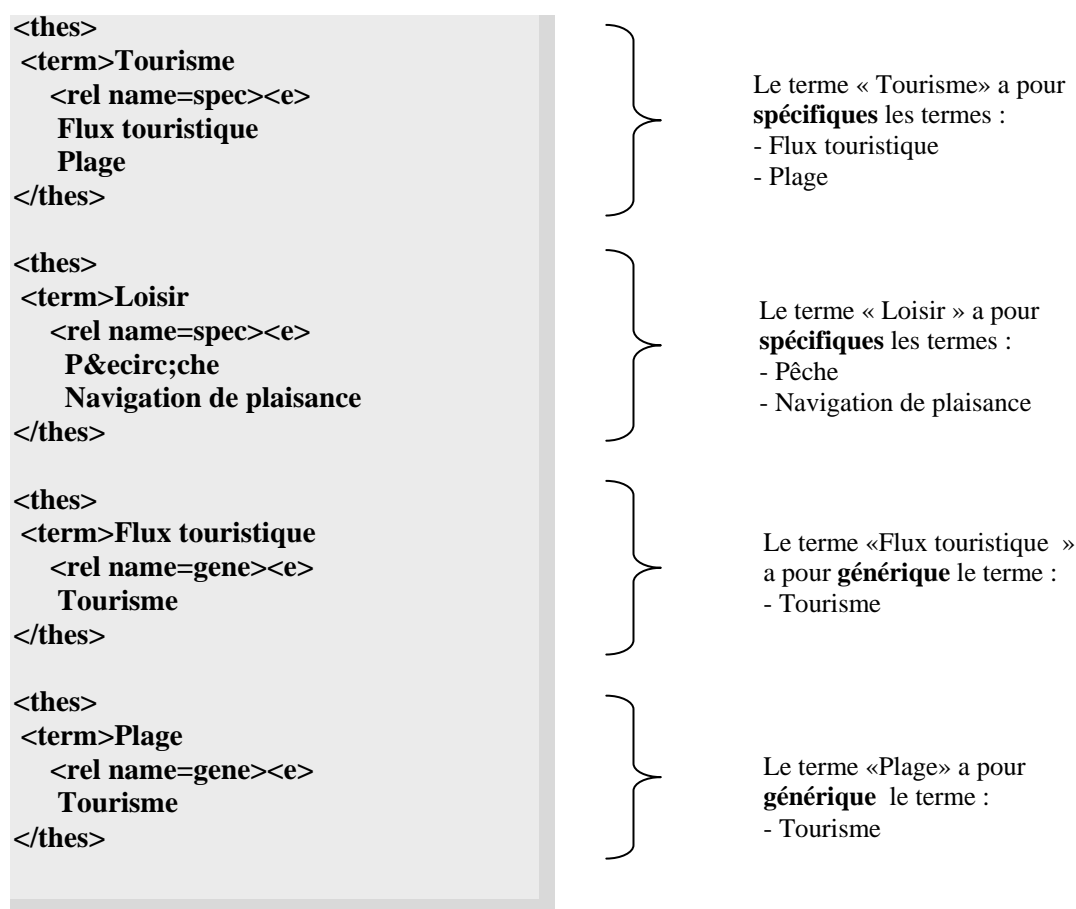 <thes>
<term>Tourisme
<rel name=spec><e>
Flux touristique
Plage
</thes>
Le terme « Tourisme» a pour
spécifiques les termes :
- Flux touristique
- Plage
<thes>
<term>Loisir
<rel name=spec><e>
P&ecirc;che
Navigation de plaisance
</thes>
Le terme « Loisir » a pour
spécifiques les termes :
- Pêche
- Navigation de plaisance
<thes>
<term>Flux touristique
<rel name=gene><e>
Tourisme
</thes>
Le terme «Flux touristique »
a pour générique le terme :
- Tourisme
<thes>
<term>Plage
<rel name=gene><e>
Tourisme
</thes>
Le terme «Plage» a pour
générique le terme :
- Tourisme